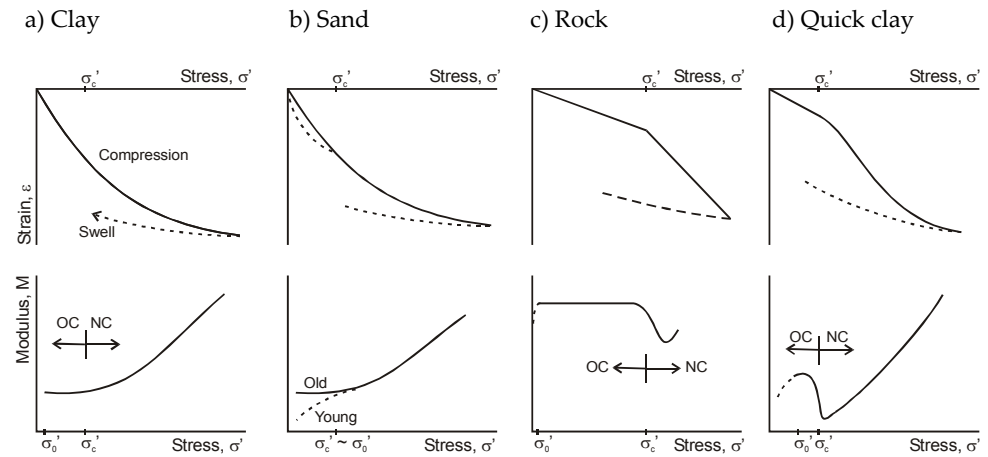 a) Clay
b) Sand
c) Rock
d) Quick clay
σc' Stress, σ'
σc' Stress, σ'
σc' Stress, σ'
σc' Stress, σ'
Compression
Swell
Strain, ε
Modulus, M
OC NC
σ0' σc' Stress, σ'
Old
Young
σc' ~ σ0' Stress, σ'
OC NC
σ0' σc' Stress, σ'
OC NC
σ0' σc' Stress, σ'